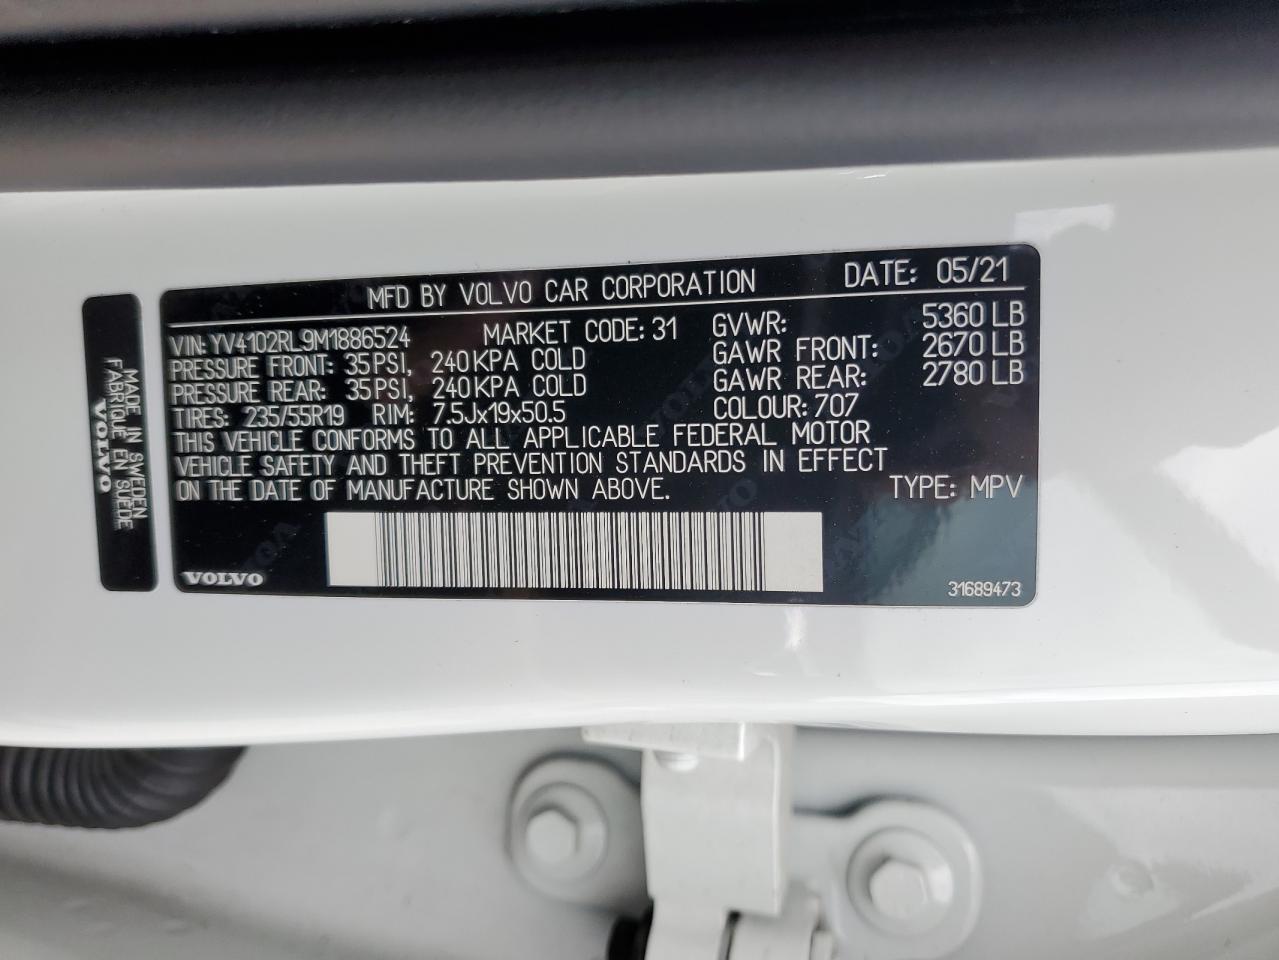 MADE IN SWEDEN
FABRIQUE EN SUEDE
VOLVO
MFD BY VOLVO CAR CORPORATION DATE: 05/21
VIN: YV4102RL9M1886524 MARKET CODE: 31 GVWR: 5360 LB
PRESSURE FRONT: 35 PSI, 240 KPA COLD GAWR FRONT: 2670 LB
PRESSURE REAR: 35 PSI, 240 KPA COLD GAWR REAR: 2780 LB
TIRES: 235/55R19 RIM: 7.5Jx19x50.5 COLOUR: 707
THIS VEHICLE CONFORMS TO ALL APPLICABLE FEDERAL MOTOR
VEHICLE SAFETY AND THEFT PREVENTION STANDARDS IN EFFECT
ON THE DATE OF MANUFACTURE SHOWN ABOVE. TYPE: MPV
VOLVO
31689473